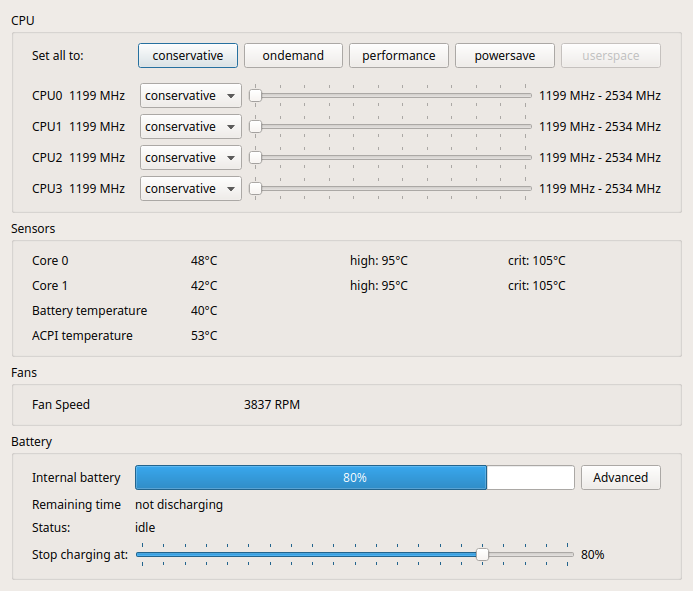 CPU
Set all to: conservative ondemand performance powersave userspace
CPU0 1199 MHz conservative 1199 MHz - 2534 MHz
CPU1 1199 MHz conservative 1199 MHz - 2534 MHz
CPU2 1199 MHz conservative 1199 MHz - 2534 MHz
CPU3 1199 MHz conservative 1199 MHz - 2534 MHz
Sensors
Core 0 48°C high: 95°C crit: 105°C
Core 1 42°C high: 95°C crit: 105°C
Battery temperature 40°C
ACPI temperature 53°C
Fans
Fan Speed 3837 RPM
Battery
Internal battery 80% Advanced
Remaining time not discharging
Status: idle
Stop charging at: 80%